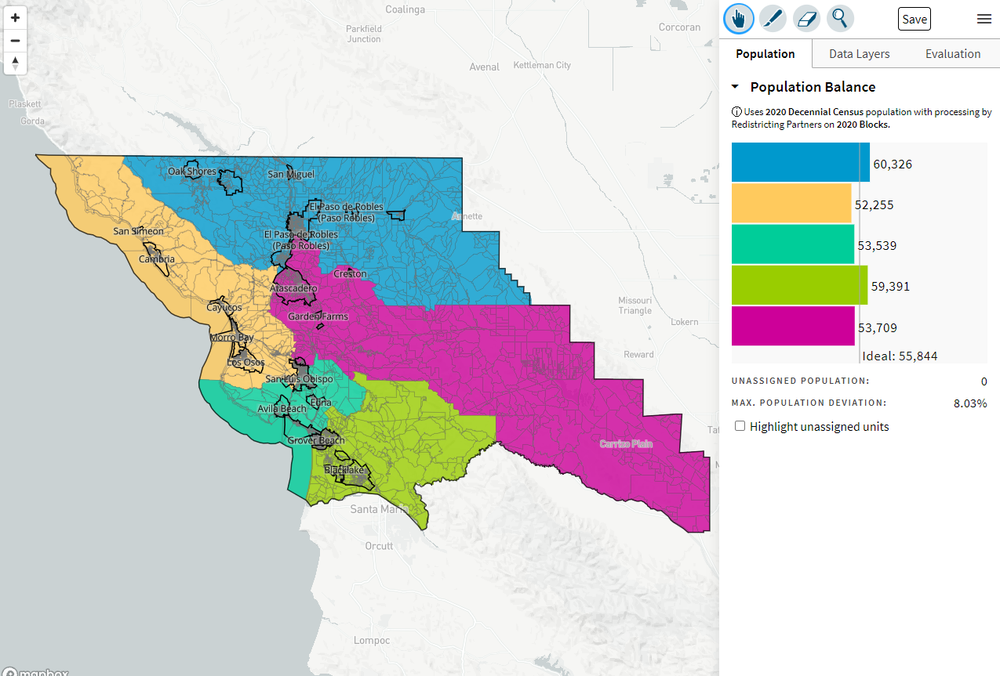 +
−
Coalinga
Parkfield
Junction
Corcoran
Avenal
Kettleman City
Plaskett
Gorda
Oak Shores
San Miguel
El Paso de Robles
(Paso Robles)
Annette
San Simeon
El Paso de Robles
(Paso Robles)
Cambria
Creston
Atascadero
Missouri
Triangle
Cayucos
Garden Farms
Lokern
Morro Bay
Reward
Los Osos
San Luis Obispo
Edna
Avila Beach
Taf
Grover Beach
Carrizo Plain
Blacklake
Santa Maria
Orcutt
Lompoc
mapbox
Save
Population
Data Layers
Evaluation
Population Balance
Uses 2020 Decennial Census population with processing by
Redistricting Partners on 2020 Blocks.
60,326
52,255
53,539
59,391
53,709
Ideal: 55,844
UNASSIGNED POPULATION: 0
MAX. POPULATION DEVIATION: 8.03%
Highlight unassigned units